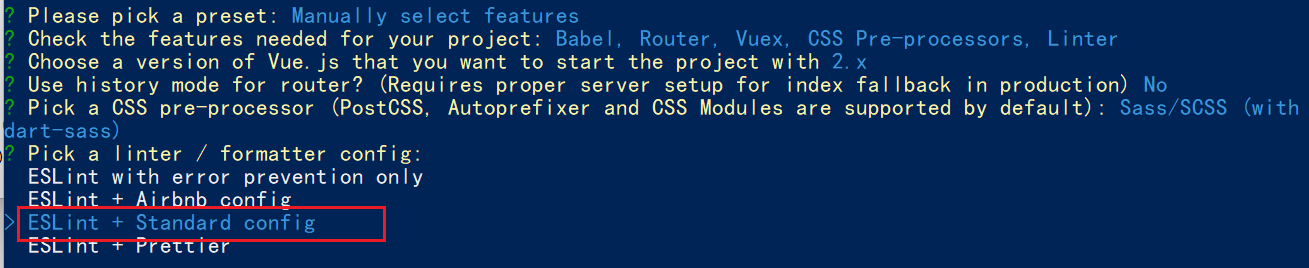 ? Please pick a preset: Manually select features
? Check the features needed for your project: Babel, Router, Vuex, CSS Pre-processors, Linter
? Choose a version of Vue.js that you want to start the project with 2.x
? Use history mode for router? (Requires proper server setup for index fallback in production) No
? Pick a CSS pre-processor (PostCSS, Autoprefixer and CSS Modules are supported by default): Sass/SCSS (with
dart-sass)
? Pick a linter / formatter config:
ESLint with error prevention only
ESLint + Airbnb config
> ESLint + Standard config
ESLint + Prettier